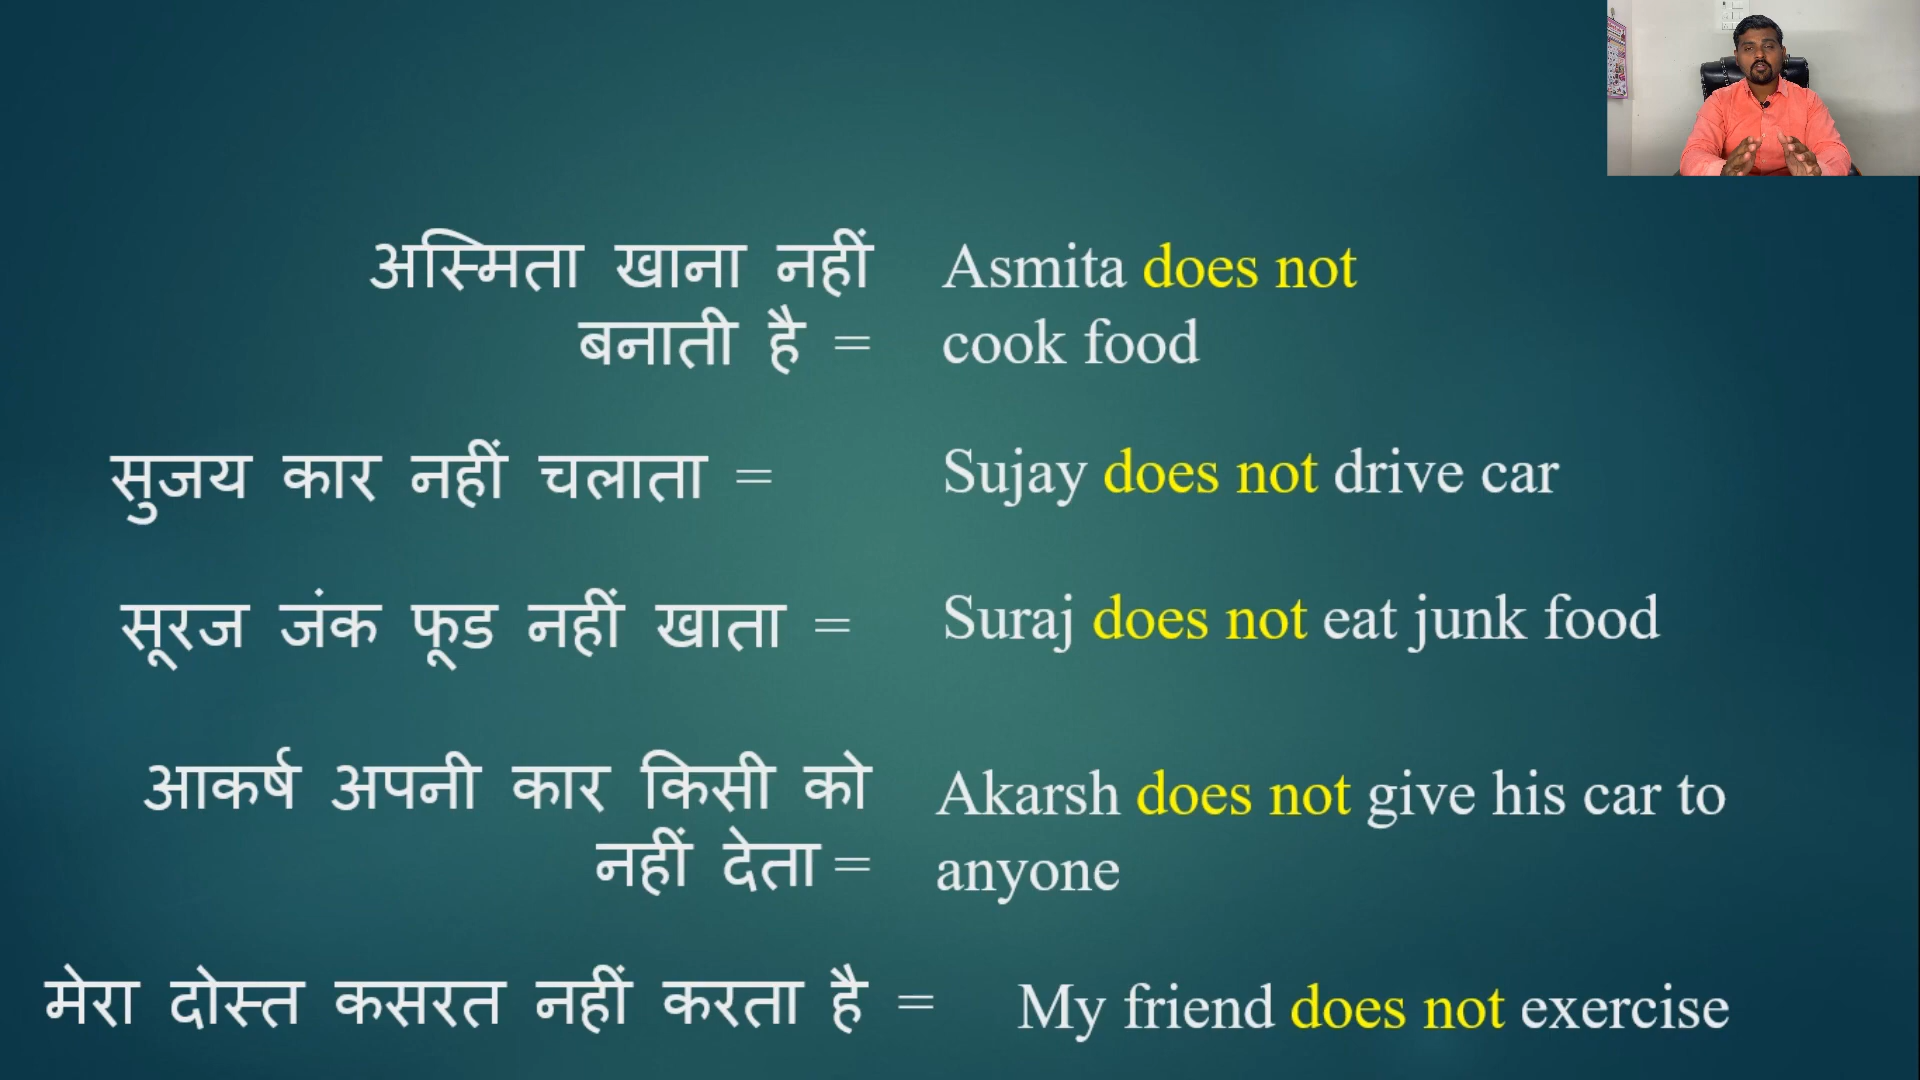 अस्मिता खाना नहीं
बनाती है =
Asmita does not
cook food
सुजय कार नहीं चलाता =
Sujay does not drive car
सूरज जंक फूड नहीं खाता =
Suraj does not eat junk food
आकर्ष अपनी कार किसी को
नहीं देता =
Akarsh does not give his car to
anyone
मेरा दोस्त कसरत नहीं करता है =
My friend does not exercise